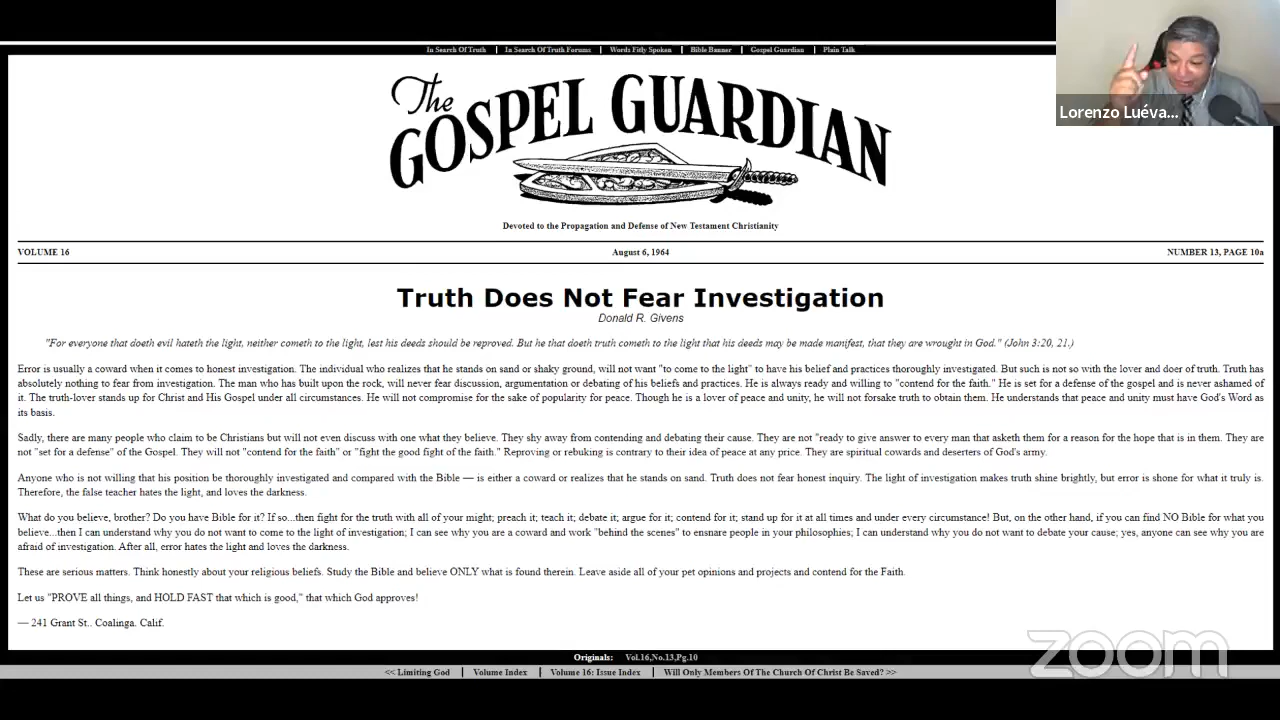 In Search Of Truth | In Search Of Truth Forums | Words Fitly Spoken | Bible Banner | Gospel Guardian | Plain Talk
The
GOSPEL GUARDIAN
Lorenzo Luéva...
Devoted to the Propagation and Defense of New Testament Christianity
VOLUME 16 August 6, 1964 NUMBER 13, PAGE 10a
Truth Does Not Fear Investigation
Donald R. Givens
"For everyone that doeth evil hateth the light, neither cometh to the light, lest his deeds should be reproved. But he that doeth truth cometh to the light that his deeds may be made manifest, that they are wrought in God." (John 3:20, 21.)
Error is usually a coward when it comes to honest investigation. The individual who realizes that he stands on sand or shaky ground, will not want "to come to the light" to have his belief and practices thoroughly investigated. But such is not so with the lover and doer of truth. Truth has
absolutely nothing to fear from investigation. The man who has built upon the rock, will never fear discussion, argumentation or debating of his beliefs and practices. He is always ready and willing to "contend for the faith." He is set for a defense of the gospel and is never ashamed of
it. The truth-lover stands up for Christ and His Gospel under all circumstances. He will not compromise for the sake of popularity for peace. Though he is a lover of peace and unity, he will not forsake truth to obtain them. He understands that peace and unity must have God's Word as
its basis.
Sadly, there are many people who claim to be Christians but will not even discuss with one what they believe. They shy away from contending and debating their cause. They are not "ready to give answer to every man that asketh them for a reason for the hope that is in them. They are
not "set for a defense" of the Gospel. They will not "contend for the faith" or "fight the good fight of the faith." Reproving or rebuking is contrary to their idea of peace at any price. They are spiritual cowards and deserters of God's army.
Anyone who is not willing that his position be thoroughly investigated and compared with the Bible — is either a coward or realizes that he stands on sand. Truth does not fear honest inquiry. The light of investigation makes truth shine brightly, but error is shone for what it truly is.
Therefore, the false teacher hates the light, and loves the darkness.
What do you believe, brother? Do you have Bible for it? If so...then fight for the truth with all of your might; preach it; teach it; debate it; argue for it; contend for it; stand up for it at all times and under every circumstance! But, on the other hand, if you can find NO Bible for what you
believe...then I can understand why you do not want to come to the light of investigation; I can see why you are a coward and work "behind the scenes" to ensnare people in your philosophies; I can understand why you do not want to debate your cause; yes, anyone can see why you are
afraid of investigation. After all, error hates the light and loves the darkness.
These are serious matters. Think honestly about your religious beliefs. Study the Bible and believe ONLY what is found therein. Leave aside all of your pet opinions and projects and contend for the Faith.
Let us "PROVE all things, and HOLD FAST that which is good," that which God approves!
— 241 Grant St.. Coalinga. Calif.
zoom
Originals: Vol.16,No.13,Pg.10
<< Limiting God | Volume Index | Volume 16: Issue Index | Will Only Members Of The Church Of Christ Be Saved? >>